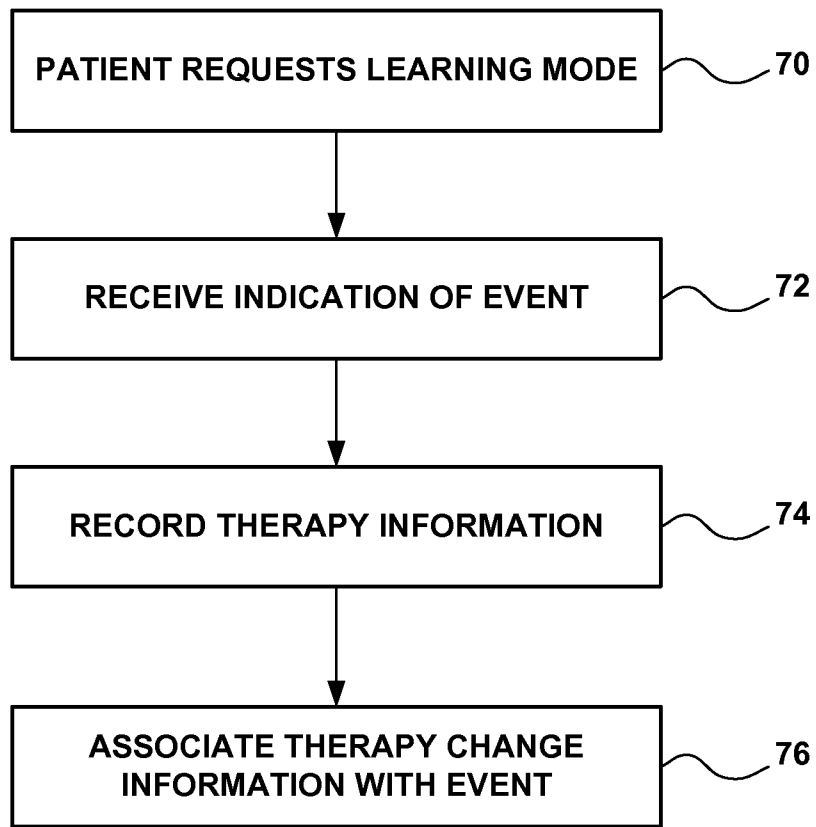 PATIENT REQUESTS LEARNING MODE
70
RECEIVE INDICATION OF EVENT
72
RECORD THERAPY INFORMATION
74
ASSOCIATE THERAPY CHANGE
INFORMATION WITH EVENT
76